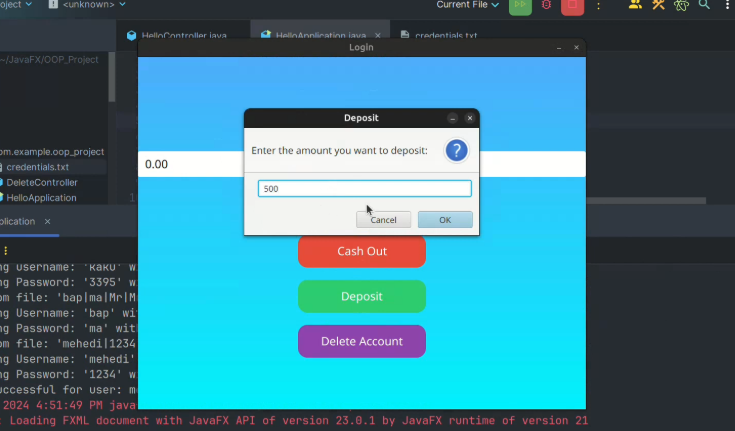 oject
<unknown>
Current File
HelloController.java
HelloApplication.java
credentials.txt
~/JavaFX/OOP_Project
Login
Deposit
Enter the amount you want to deposit:
om.example.oop_project
0.00
credentials.txt
DeleteController
500
HelloApplication
Cancel
OK
plication
Cash Out
ng Username: 'RAKU' w
ng Password: '3395' w
om file: 'bap|ma|Mr|M
Deposit
ng Username: 'bap' wi
ng Password: 'ma' wit
om file: 'mehedi|1234
Delete Account
ng Username: 'mehedi'
ng Password: '1234' w
uccessful for user: m
2024 4:51:49 PM java
: Loading FXML document with JavaFX API of version 23.0.1 by JavaFX runtime of version 21